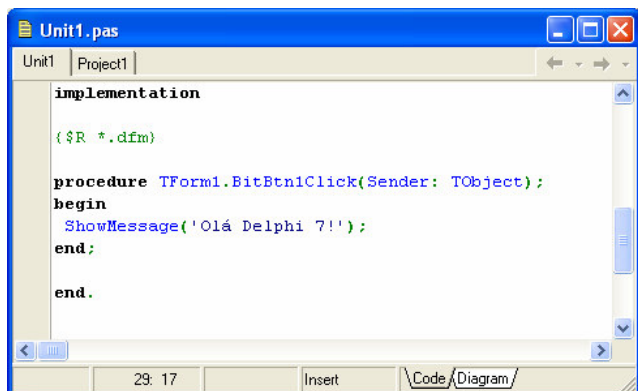 Unit1.pas
Unit1 Project1
implementation
{$R *.dfm}
procedure TForm1.BitBtn1Click(Sender: TObject);
begin
ShowMessage('Olá Delphi 7!');
end;
end.
29: 17 Insert Code Diagram